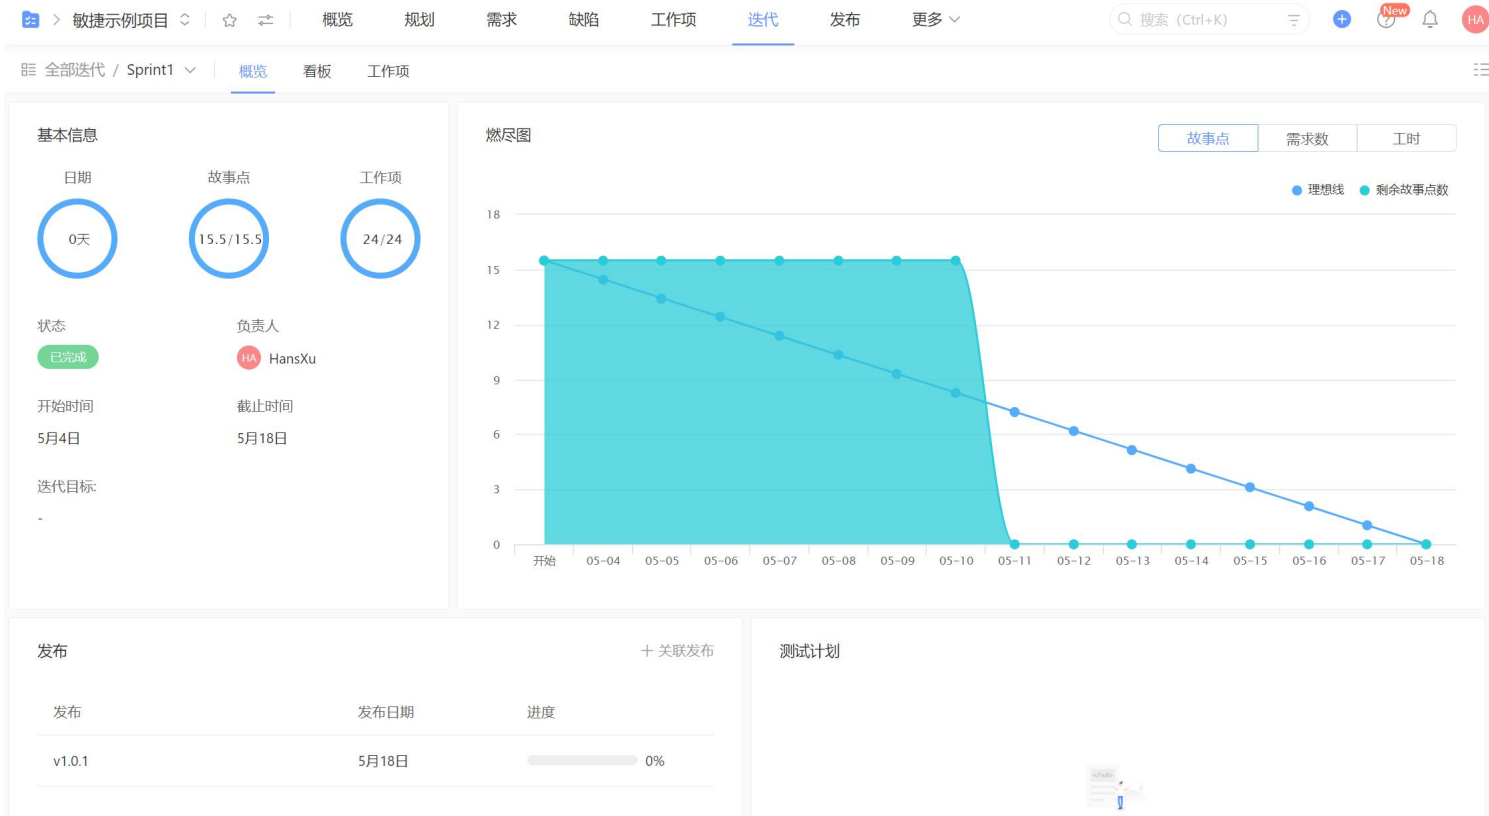 敏捷示例项目 概览 规划 需求 缺陷 工作项 迭代 发布 更多 搜索 (Ctrl+K) New HA
全部迭代 / Sprint1 概览 看板 工作项
基本信息
日期 故事点 工作项
0天 15.5/15.5 24/24
状态 负责人
已完成 HA HansXu
开始时间 截止时间
5月4日 5月18日
迭代目标:
-
燃尽图 故事点 需求数 工时
理想线 剩余故事点数
18
15
12
9
6
3
0
开始 05-04 05-05 05-06 05-07 05-08 05-09 05-10 05-11 05-12 05-13 05-14 05-15 05-16 05-17 05-18
发布 + 关联发布
发布 发布日期 进度
v1.0.1 5月18日 0%
测试计划